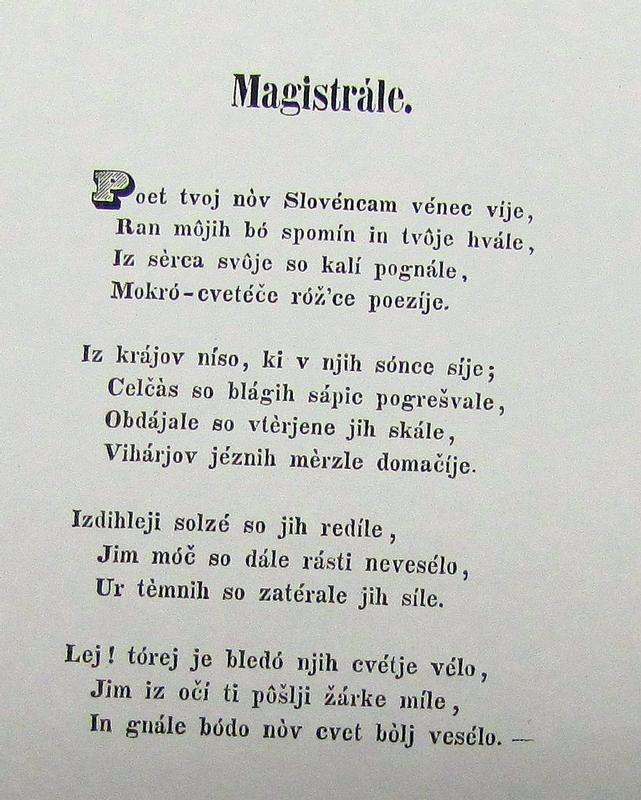 Magistrále.
Poet tvoj nòv Slovéncam vénec víje,
Ran môjih bó spomín in tvôje hvále,
Iz sèrca svôje so kalí pognále,
Mokró-cvetéče róž'ce poezíje.
Iz krájov níso, ki v njih sónce síje;
Celčàs so blágih sápic pogrešvale,
Obdájale so vtèrjene jih skále,
Vihárjov jéznih mèrzle domačíje.
Izdihleji solzé so jih redíle,
Jim móč so dále rásti nevesélo,
Ur tèmnih so zatérale jih síle.
Lej! tórej je bledó njih cvétje vélo,
Jim iz očí ti pôšlji žárke míle,
In gnále bódo nòv cvet bòlj vesélo. —